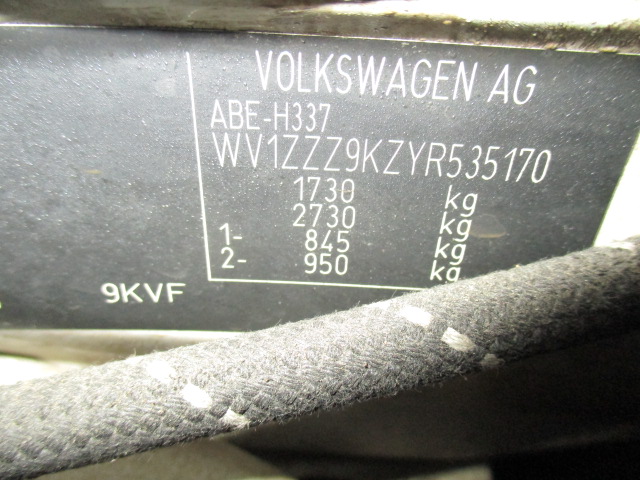 VOLKSWAGEN AG
ABE-H337
WV1ZZZ9KZYR535170
1730 kg
2730 kg
1- 845 kg
2- 950 kg
9KVF